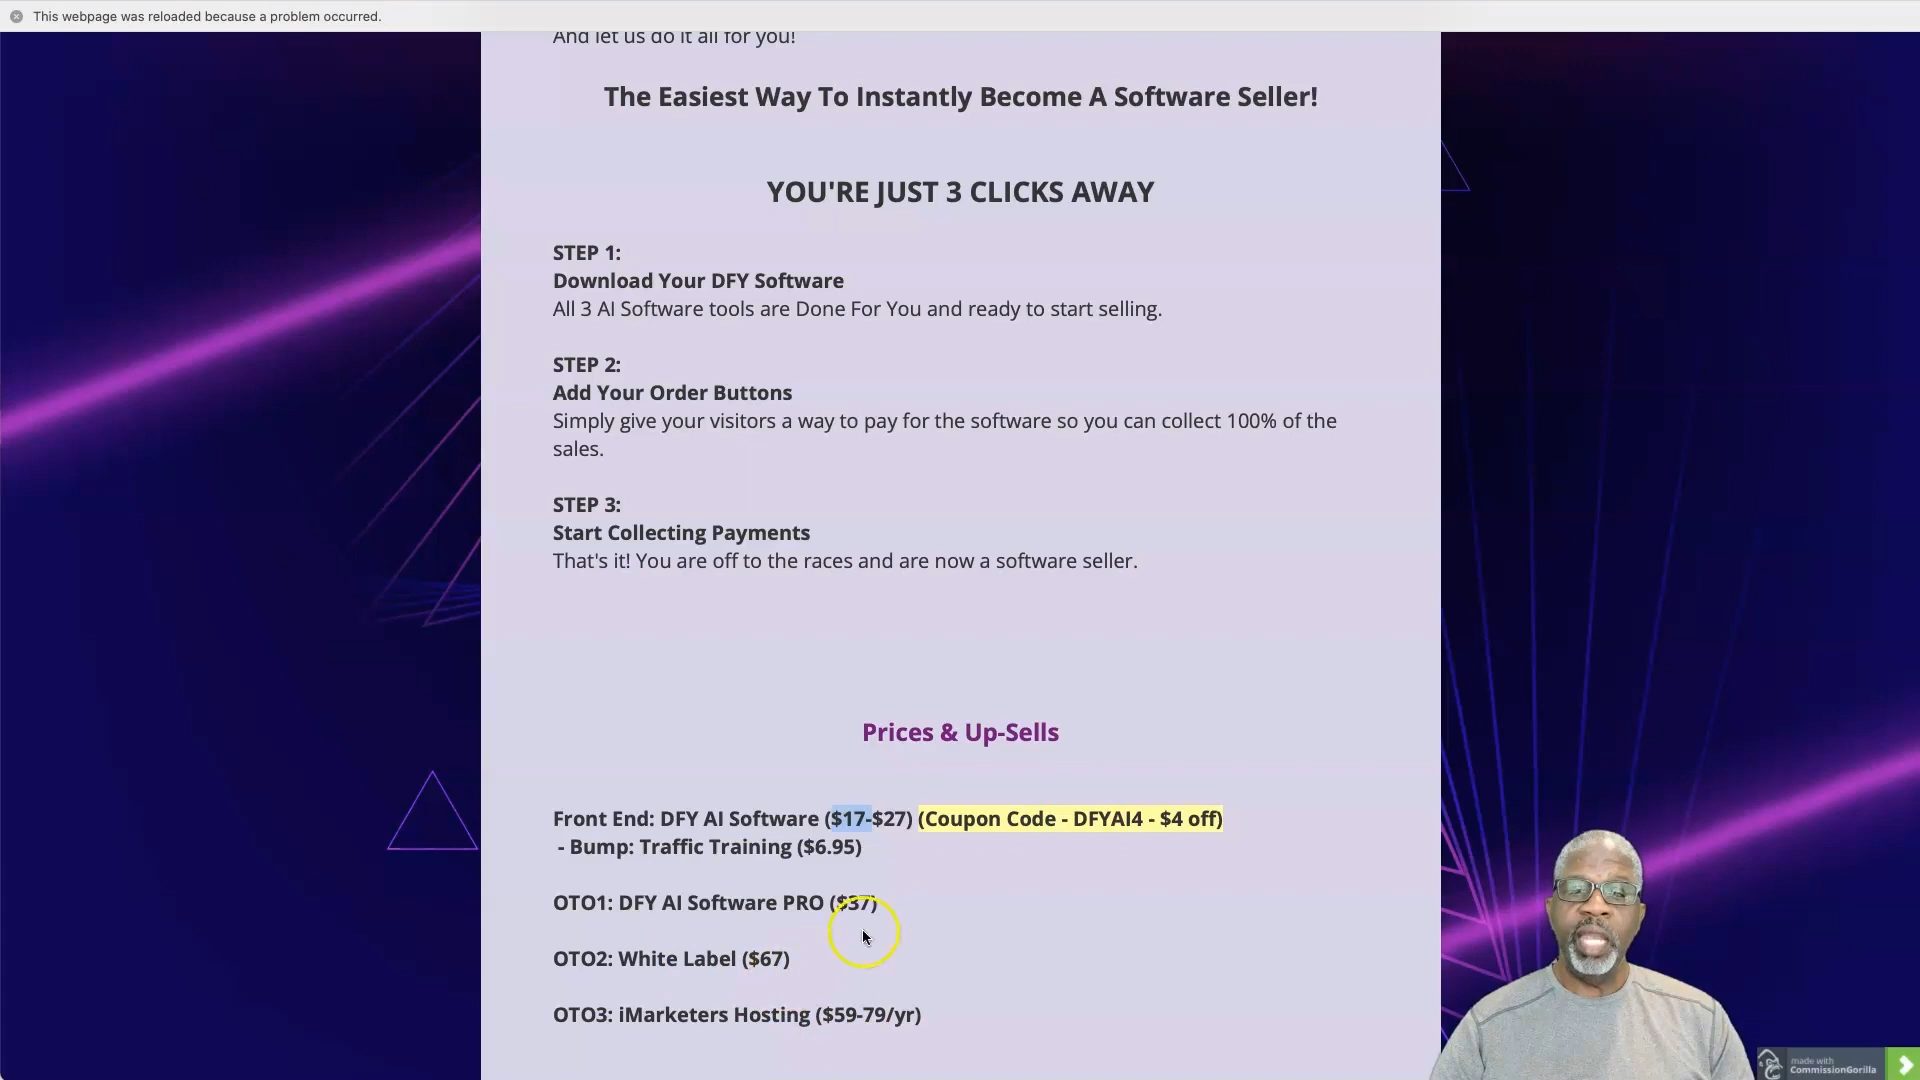 This webpage was reloaded because a problem occurred.
And let us do it all for you!
The Easiest Way To Instantly Become A Software Seller!
YOU'RE JUST 3 CLICKS AWAY
STEP 1:
Download Your DFY Software
All 3 AI Software tools are Done For You and ready to start selling.
STEP 2:
Add Your Order Buttons
Simply give your visitors a way to pay for the software so you can collect 100% of the
sales.
STEP 3:
Start Collecting Payments
That's it! You are off to the races and are now a software seller.
Prices & Up-Sells
Front End: DFY AI Software ($17-$27) (Coupon Code - DFYAI4 - $4 off)
- Bump: Traffic Training ($6.95)
OTO1: DFY AI Software PRO ($37)
OTO2: White Label ($67)
OTO3: iMarketers Hosting ($59-79/yr)
made with
CommissionGorilla